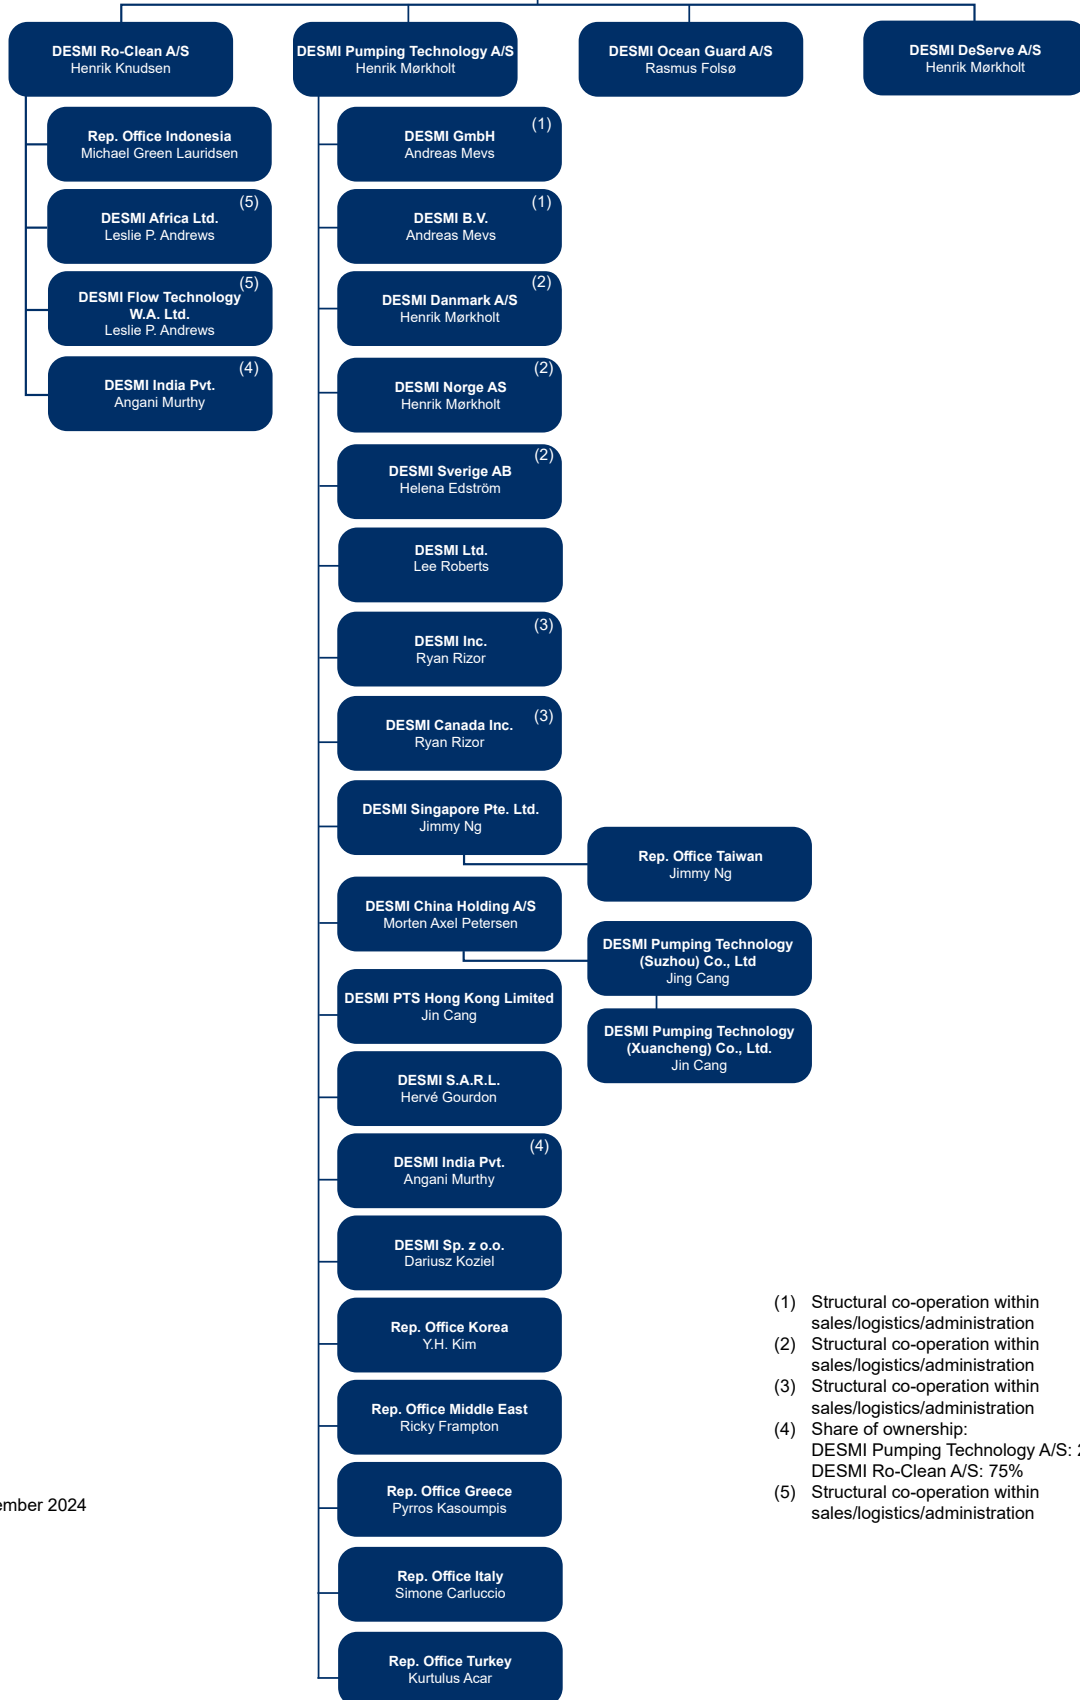 DESMI Ro-Clean A/S
Henrik Knudsen
DESMI Pumping Technology A/S
Henrik Mørkholt
DESMI Ocean Guard A/S
Rasmus Folsø
DESMI DeServe A/S
Henrik Mørkholt
Rep. Office Indonesia
Michael Green Lauridsen
(5)
DESMI Africa Ltd.
Leslie P. Andrews
(5)
DESMI Flow Technology
W.A. Ltd.
Leslie P. Andrews
(4)
DESMI India Pvt.
Angani Murthy
(1)
DESMI GmbH
Andreas Mevs
(1)
DESMI B.V.
Andreas Mevs
(2)
DESMI Danmark A/S
Henrik Mørkholt
(2)
DESMI Norge AS
Henrik Mørkholt
(2)
DESMI Sverige AB
Helena Edström
DESMI Ltd.
Lee Roberts
(3)
DESMI Inc.
Ryan Rizor
(3)
DESMI Canada Inc.
Ryan Rizor
DESMI Singapore Pte. Ltd.
Jimmy Ng
Rep. Office Taiwan
Jimmy Ng
DESMI China Holding A/S
Morten Axel Petersen
DESMI Pumping Technology
(Suzhou) Co., Ltd
Jing Cang
DESMI Pumping Technology
(Xuancheng) Co., Ltd.
Jin Cang
DESMI PTS Hong Kong Limited
Jin Cang
DESMI S.A.R.L.
Hervé Gourdon
(4)
DESMI India Pvt.
Angani Murthy
DESMI Sp. z o.o.
Dariusz Koziel
Rep. Office Korea
Y.H. Kim
Rep. Office Middle East
Ricky Frampton
Rep. Office Greece
Pyrros Kasoumpis
Rep. Office Italy
Simone Carluccio
Rep. Office Turkey
Kurtulus Acar
(1) Structural co-operation within
sales/logistics/administration
(2) Structural co-operation within
sales/logistics/administration
(3) Structural co-operation within
sales/logistics/administration
(4) Share of ownership:
DESMI Pumping Technology A/S:
DESMI Ro-Clean A/S: 75%
(5) Structural co-operation within
sales/logistics/administration
ember 2024